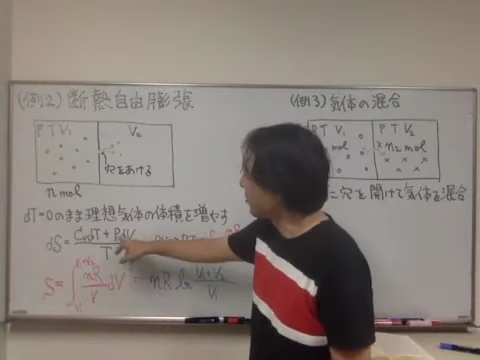 (例2) 断熱自由膨張
P T V₁
V₂
穴をあける
n mol
dT=0のまま理想気体の体積を増やす
dS = CvdT + PdV
T
S = ∫ nR/V dV = nR ln (V₁+V₂)/V₁
(例3) 気体の混合
P T V₁
P T V₂
mol
n₂ mol
に穴を開けて気体を混合